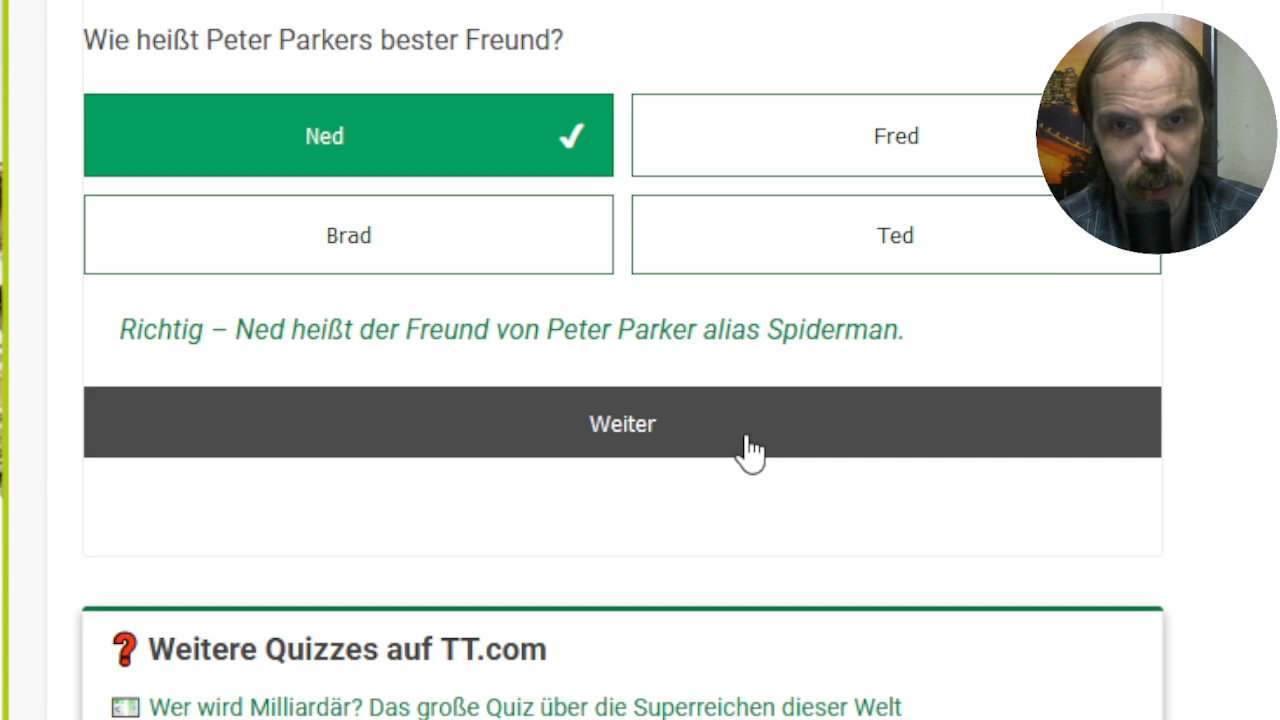 Wie heißt Peter Parkers bester Freund?
Ned
Fred
Brad
Ted
Richtig – Ned heißt der Freund von Peter Parker alias Spiderman.
Weiter
Weitere Quizzes auf TT.com
Wer wird Milliardär? Das große Quiz über die Superreichen dieser Welt